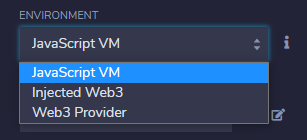 ENVIRONMENT
JavaScript VM
JavaScript VM
Injected Web3
Web3 Provider